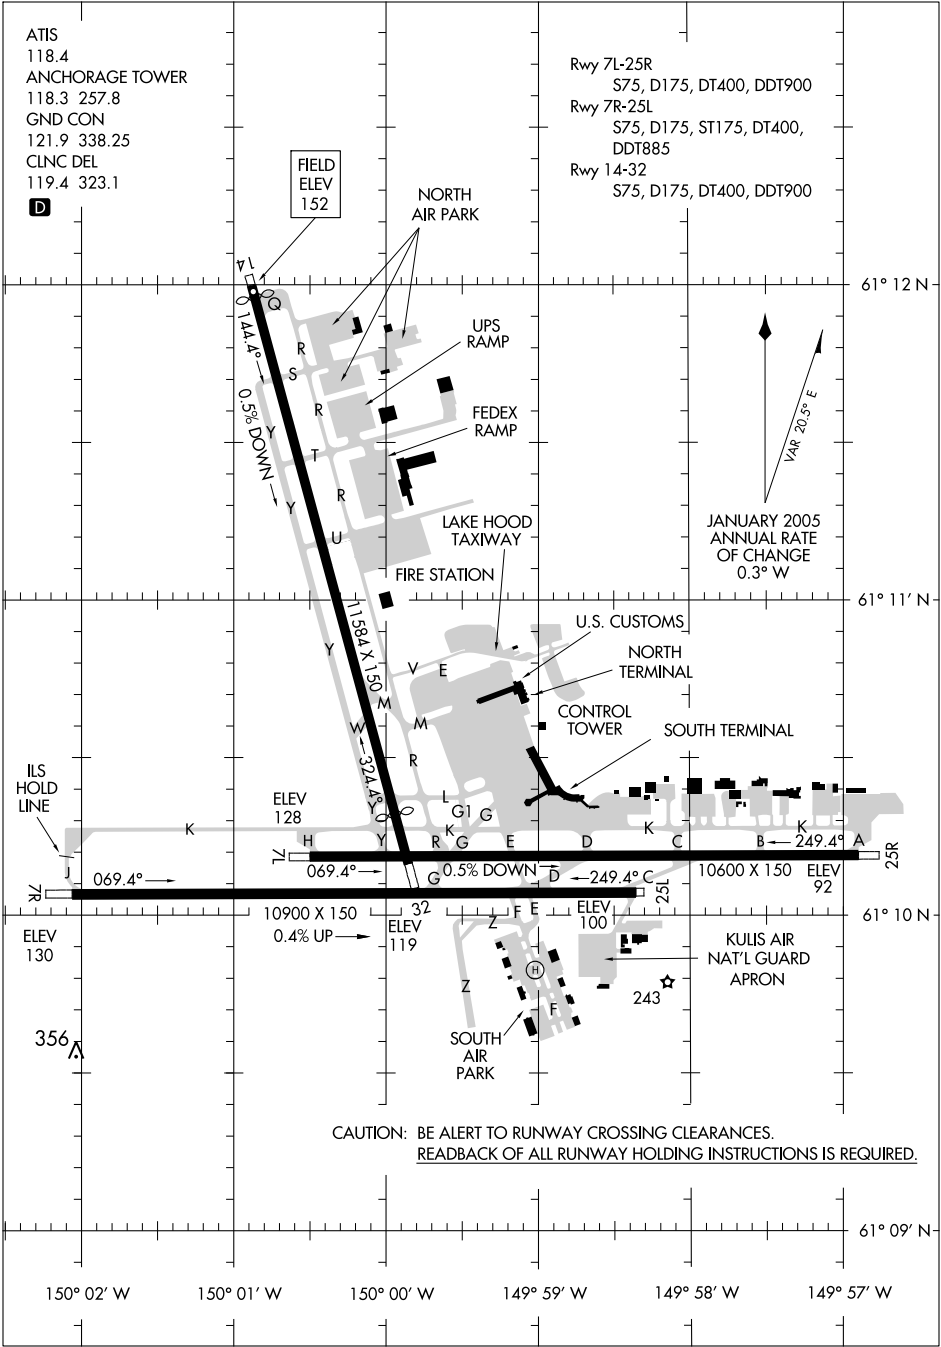 ATIS
118.4
ANCHORAGE TOWER
118.3 257.8
GND CON
121.9 338.25
CLNC DEL
119.4 323.1
D
Rwy 7L-25R
S75, D175, DT400, DDT900
Rwy 7R-25L
S75, D175, ST175, DT400,
DDT885
Rwy 14-32
S75, D175, DT400, DDT900
FIELD
ELEV
152
NORTH
AIR PARK
14
61° 12' N
Q
144.4°
UPS
RAMP
R
S
0.5% DOWN
R
FEDEX
RAMP
Y
T
R
Y
U
VAR 20.5° E
JANUARY 2005
ANNUAL RATE
OF CHANGE
0.3° W
LAKE HOOD
TAXIWAY
FIRE STATION
61° 11' N
11584 X 150
U.S. CUSTOMS
Y
V
E
NORTH
TERMINAL
M
M
W
CONTROL
TOWER
SOUTH TERMINAL
324.4°
R
ILS
HOLD
LINE
ELEV
128
Y
L
G1
G
K
K
K
K
H
Y
R
G
E
D
C
B
249.4°
A
7L
25R
069.4°
0.5% DOWN
10600 X 150
ELEV
92
J
069.4°
G
D
249.4°
C
7R
25L
10900 X 150
32
F
E
ELEV
100
Z
ELEV
130
0.4% UP
ELEV
119
KULIS AIR
NAT'L GUARD
APRON
H
Z
243
F
356
SOUTH
AIR
PARK
61° 10' N
CAUTION: BE ALERT TO RUNWAY CROSSING CLEARANCES.
READBACK OF ALL RUNWAY HOLDING INSTRUCTIONS IS REQUIRED.
61° 09' N
150° 02' W
150° 01' W
150° 00' W
149° 59' W
149° 58' W
149° 57' W